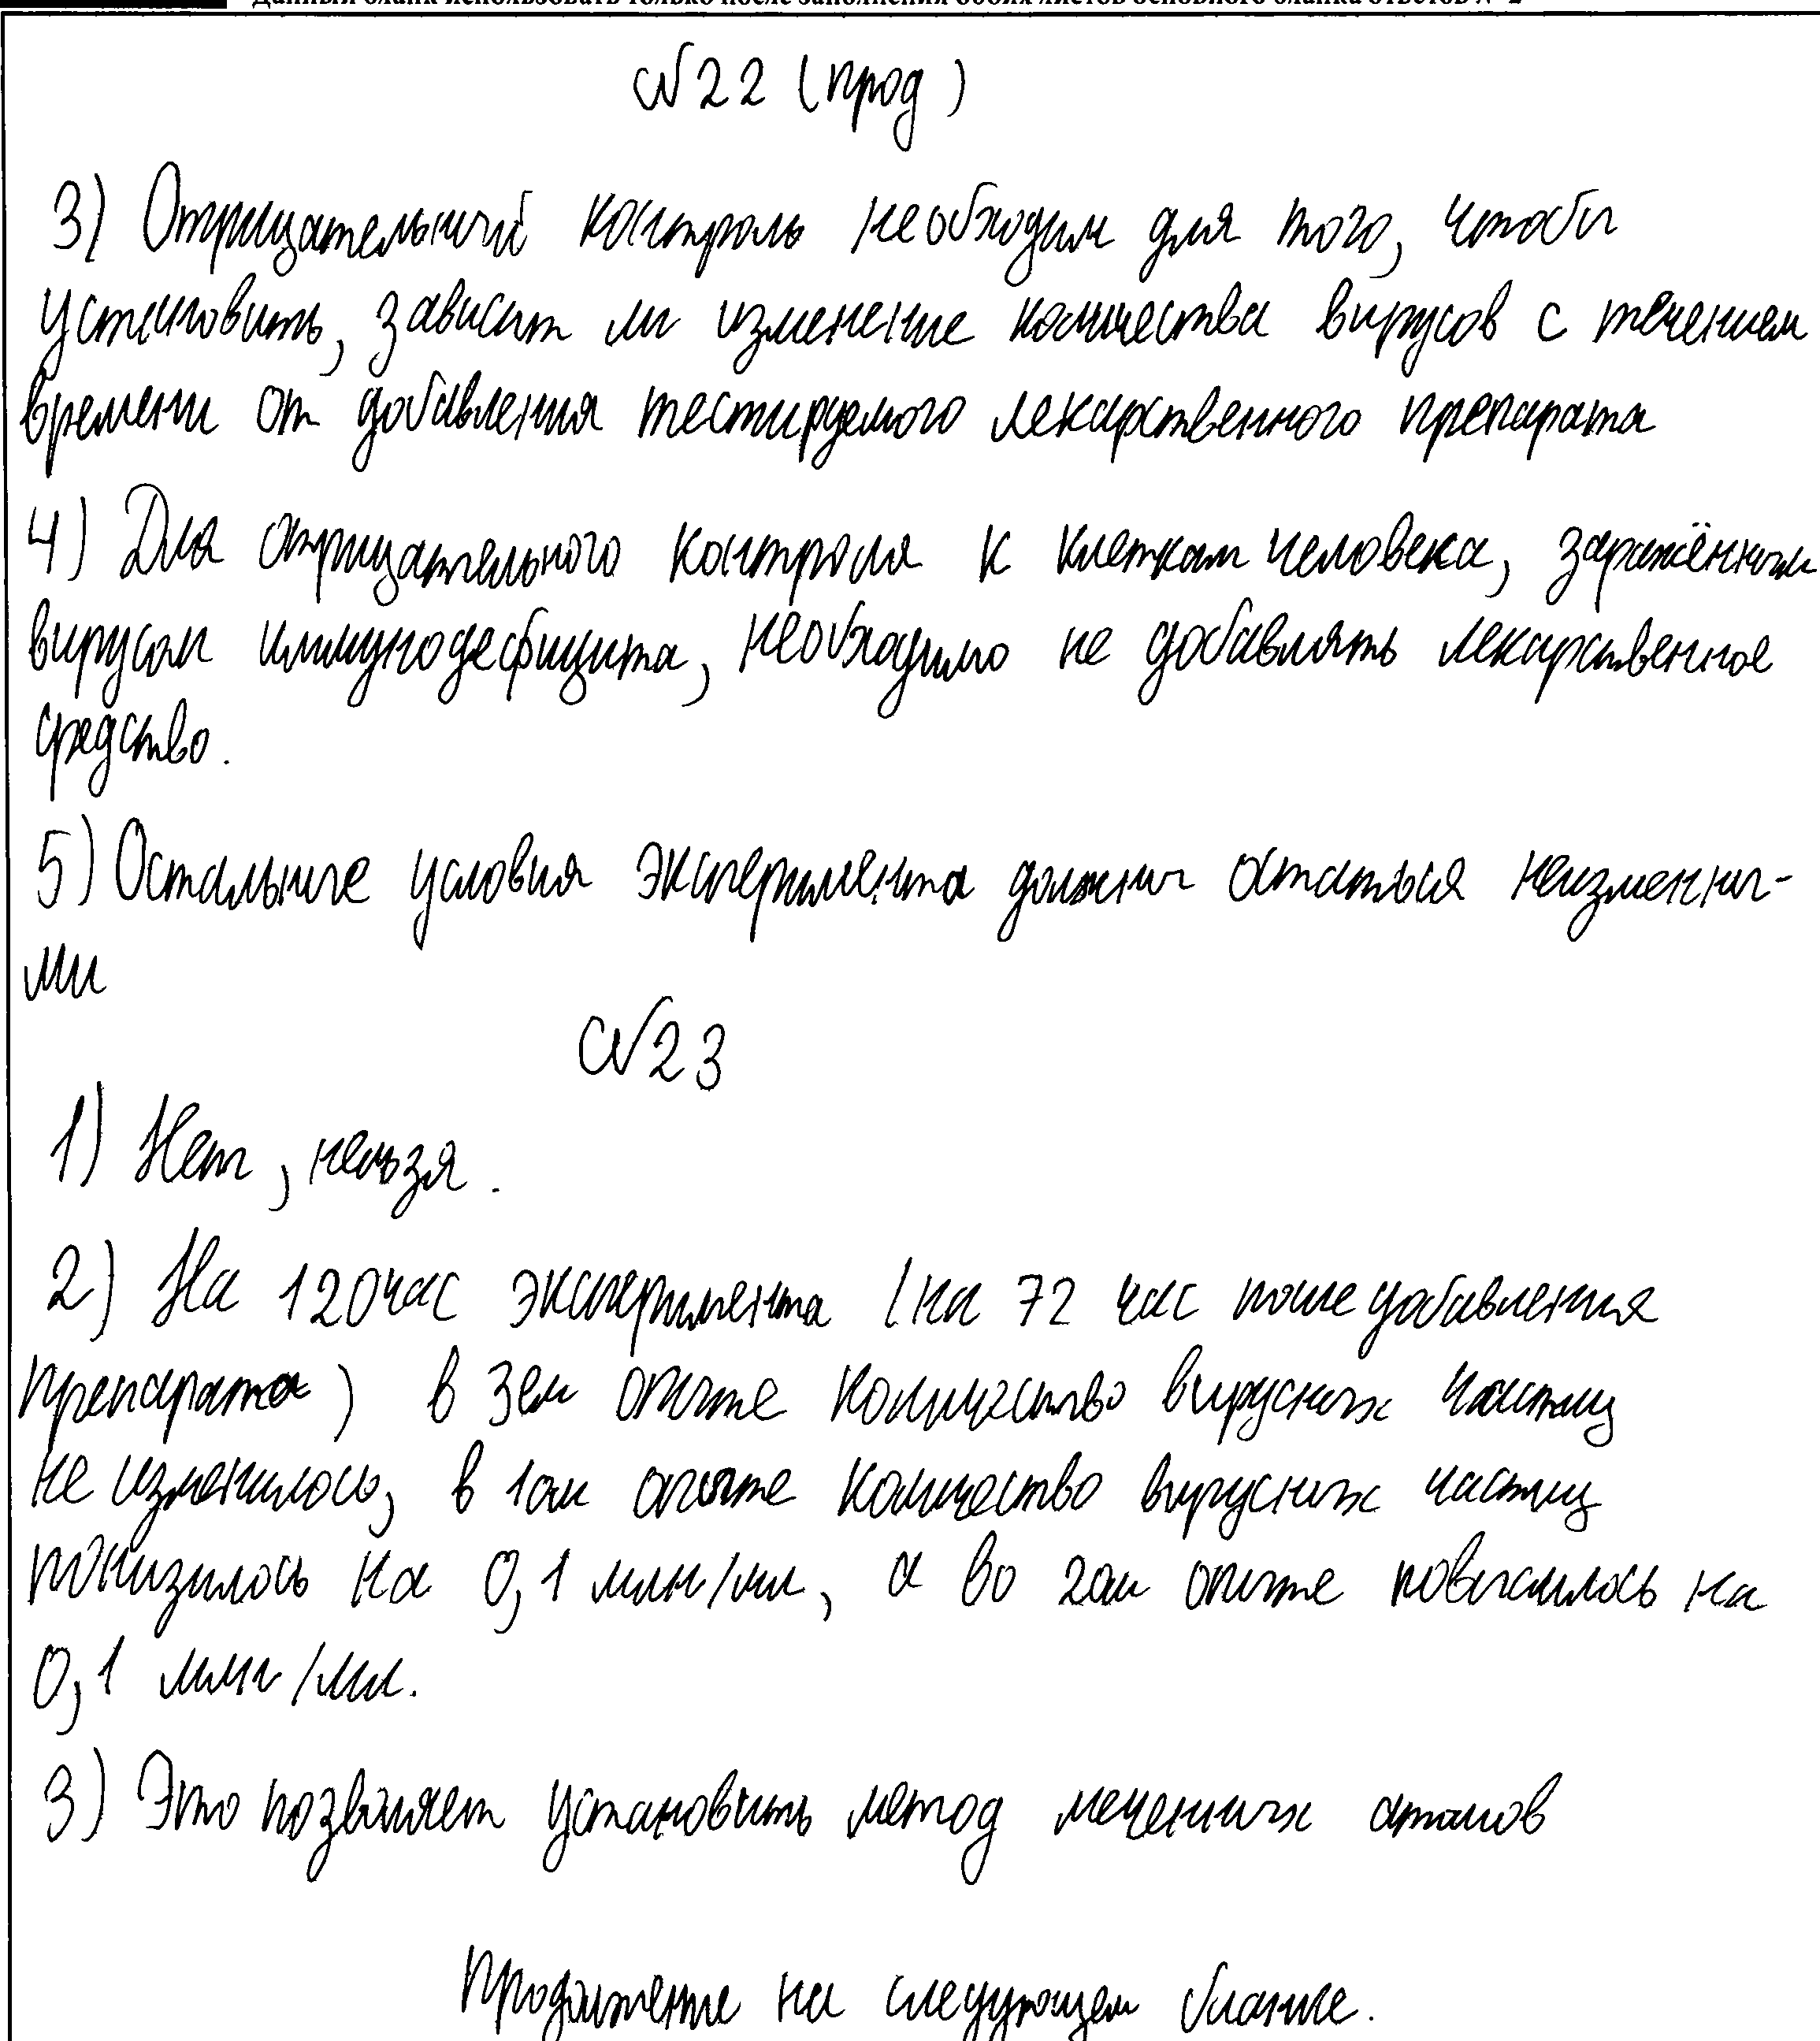 Данный бланк использовать только после заполнения обоих листов основного бланка ответов № 2
№22 (прод)
3) Отрицательный контроль необходим для того, чтобы
установить, зависит ли изменение количества вирусов с течением
времени от добавления тестируемого лекарственного препарата
4) Для отрицательного контроля к клеткам человека, заражённым
вирусом иммунодефицита, необходимо не добавлять лекарственное
средство.
5) Остальные условия эксперимента должны остаться неизменны-
ми
№23
1) Нет, нельзя.
2) На 120час эксперимента (на 72 час после добавления
препарата) в 3ем опыте количество вирусных частиц
не изменилось, в 1ом опыте количество вирусных частиц
понизилось на 0,1 млн/мл, а во 2ом опыте повысилось на
0,1 млн/мл.
3) Это позволяет установить метод меченных атомов
Продолжение на следующем бланке.